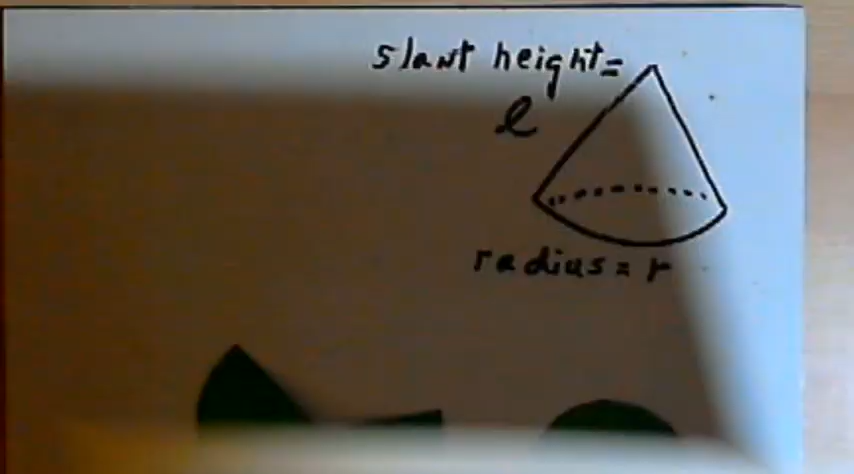 slant height =
l
radius = r